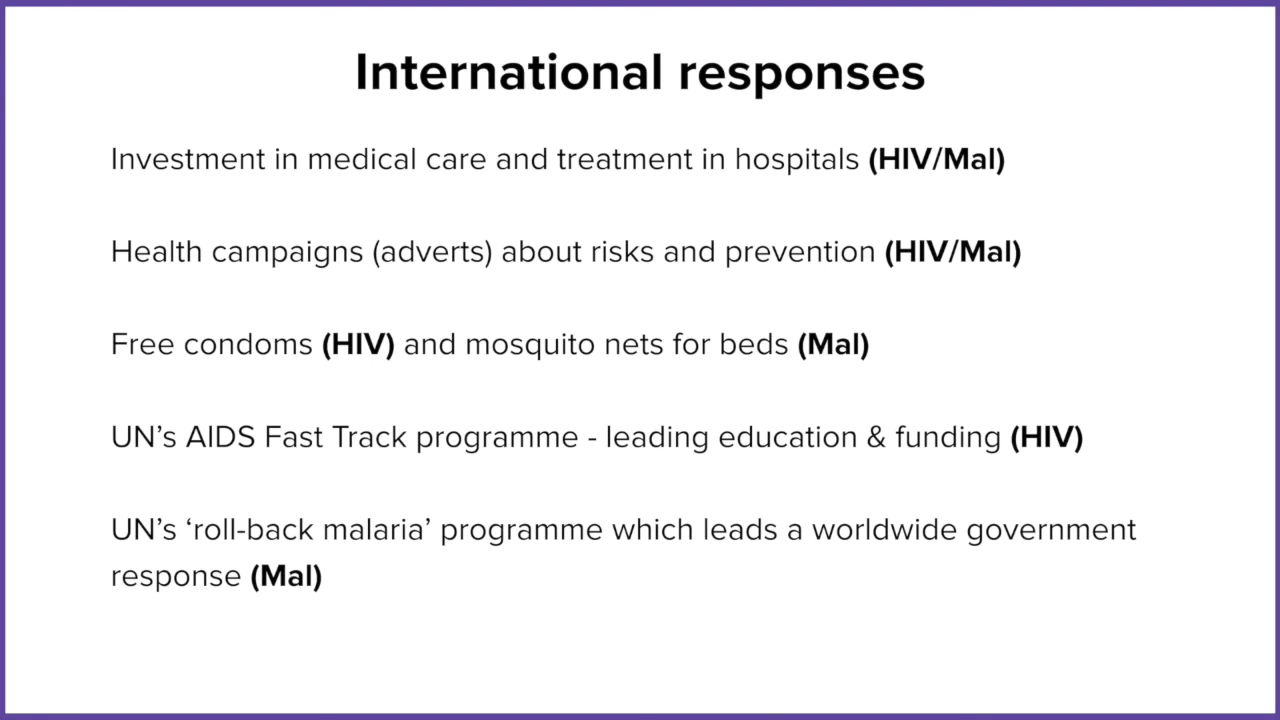 International responses
Investment in medical care and treatment in hospitals (HIV/Mal)
Health campaigns (adverts) about risks and prevention (HIV/Mal)
Free condoms (HIV) and mosquito nets for beds (Mal)
UN’s AIDS Fast Track programme - leading education & funding (HIV)
UN’s ‘roll-back malaria’ programme which leads a worldwide government
response (Mal)